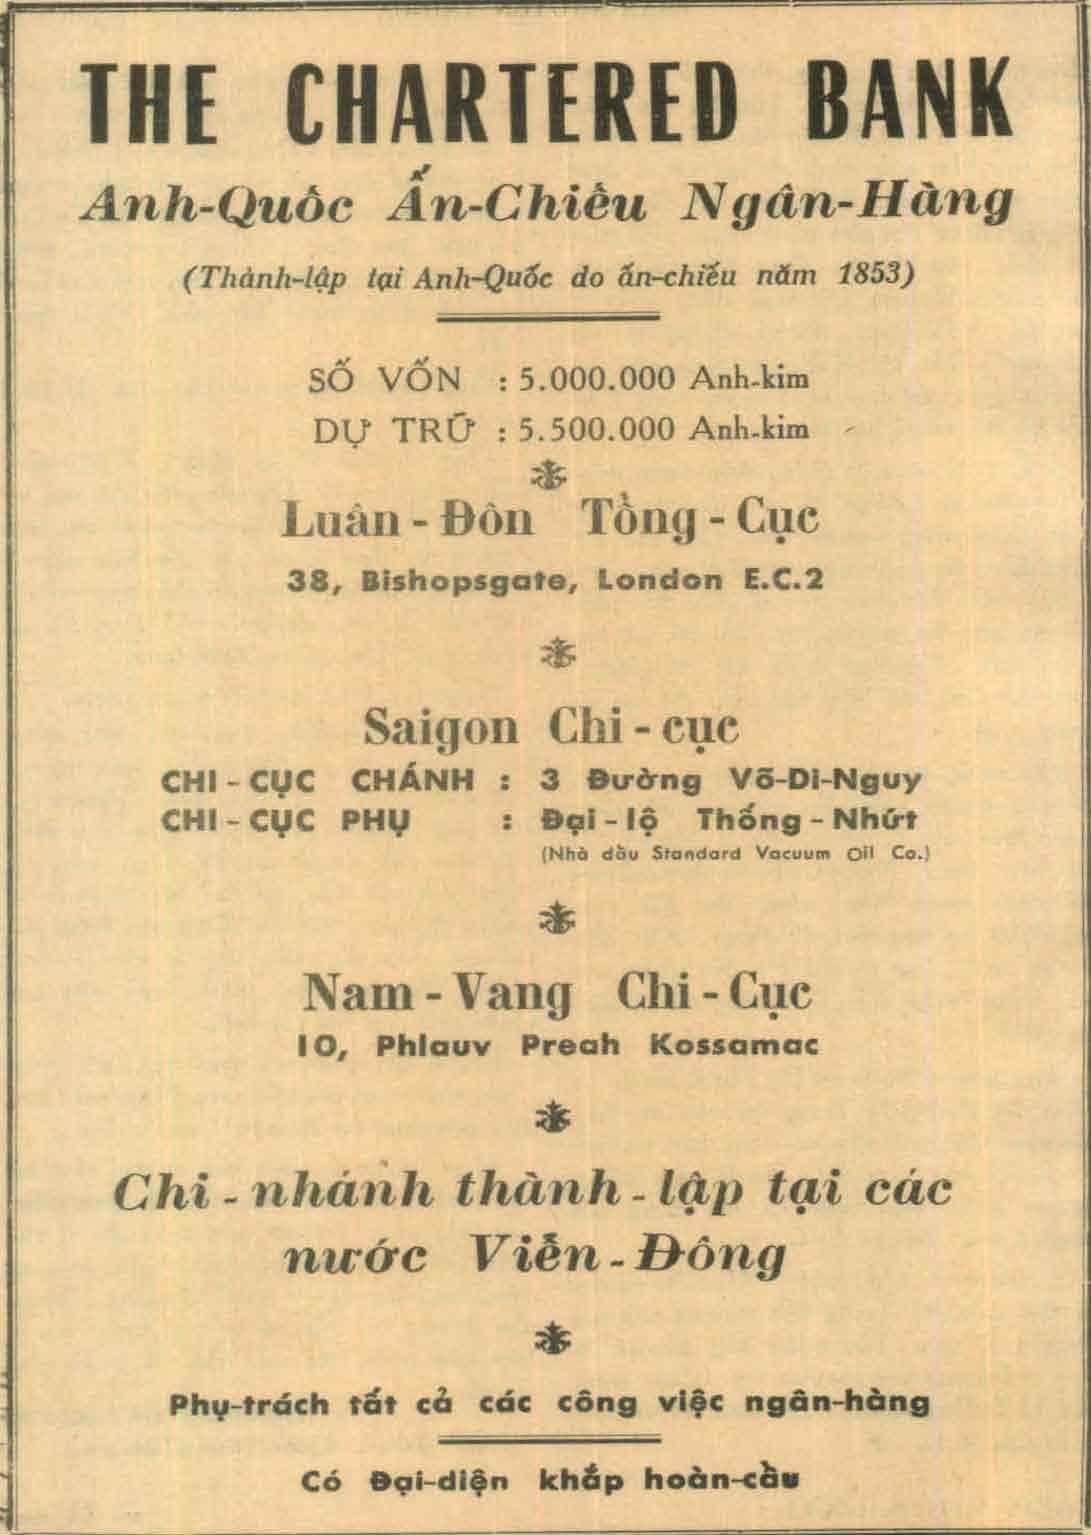 THE CHARTERED BANK
Anh-Quốc Ấn-Chiếu Ngân-Hàng
(Thành-lập tại Anh-Quốc do ấn-chiếu năm 1853)
SỐ VỐN : 5.000.000 Anh-kim
DỰ TRỮ : 5.500.000 Anh-kim
Luân - Đôn Tổng - Cục
38, Bishopsgate, London E.C.2
Saigon Chi - cục
CHI - CỤC CHÁNH : 3 Đường Võ-Di-Nguy
CHI - CỤC PHỤ : Đại - lộ Thống - Nhứt
(Nhà dầu Standard Vacuum Oil Co.)
Nam - Vang Chi - Cục
10, Phlauv Preah Kossamac
Chi - nhánh thành - lập tại các
nước Viễn - Đông
Phụ-trách tất cả các công việc ngân-hàng
Có Đại-diện khắp hoàn-cầu